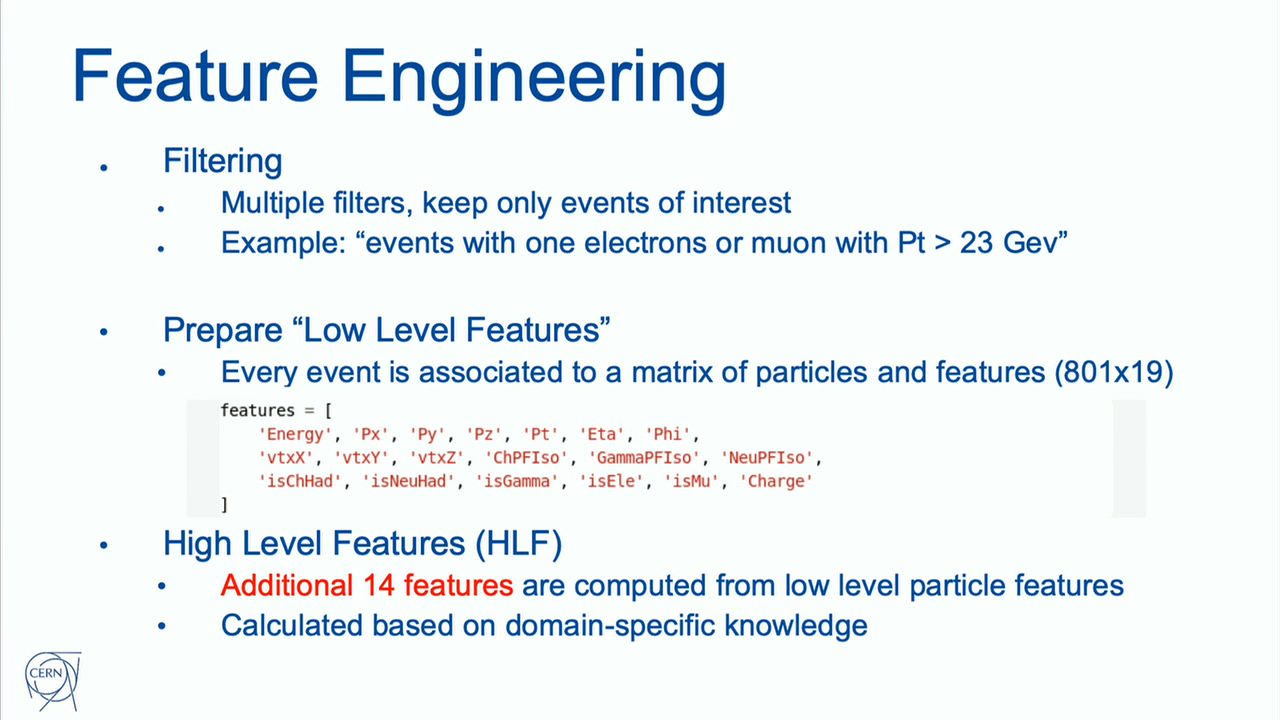 Feature Engineering
• Filtering
• Multiple filters, keep only events of interest
• Example: “events with one electrons or muon with Pt > 23 Gev”
• Prepare “Low Level Features”
• Every event is associated to a matrix of particles and features (801x19)
features = [
'Energy', 'Px', 'Py', 'Pz', 'Pt', 'Eta', 'Phi',
'vtxX', 'vtxY', 'vtxZ', 'ChPFIso', 'GammaPFIso', 'NeuPFIso',
'isChHad', 'isNeuHad', 'isGamma', 'isEle', 'isMu', 'Charge'
]
• High Level Features (HLF)
• Additional 14 features are computed from low level particle features
• Calculated based on domain-specific knowledge
CERN